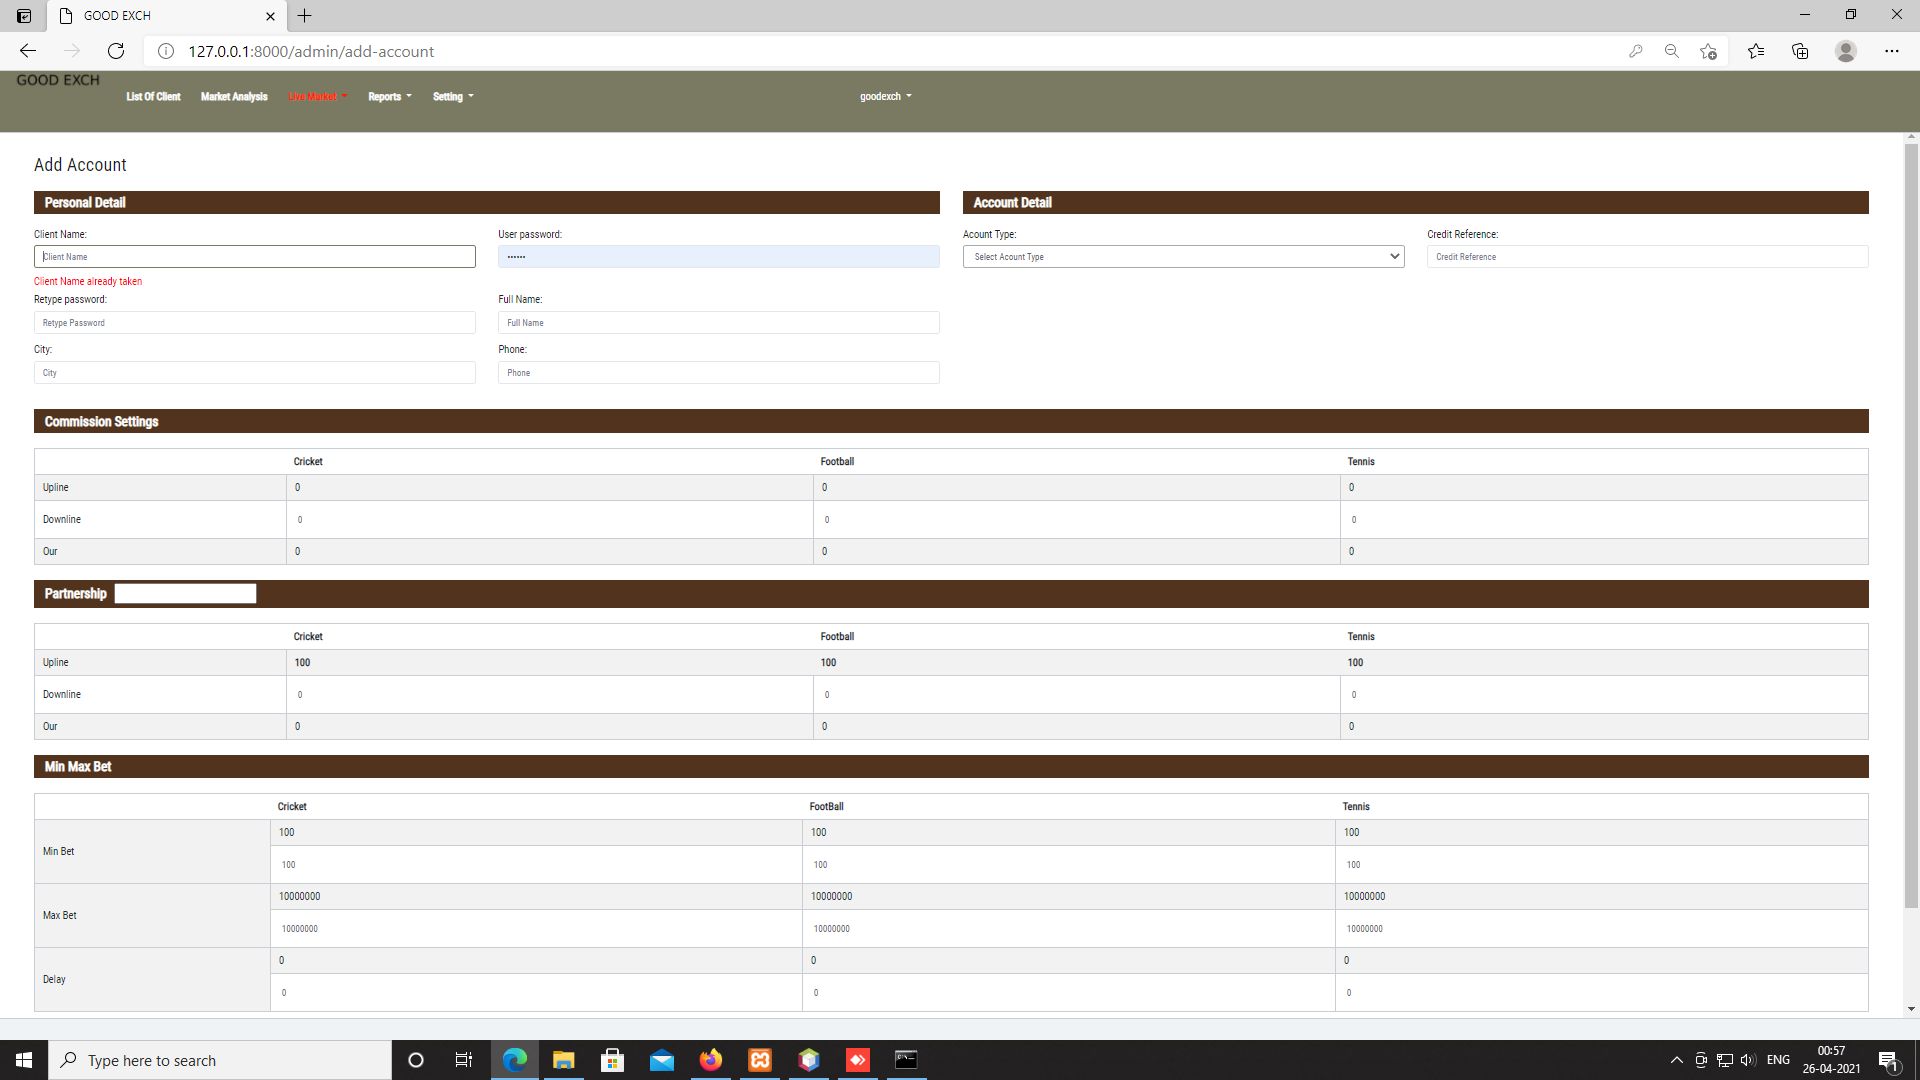 GOOD EXCH
127.0.0.1:8000/admin/add-account
GOOD EXCH
List Of Client Market Analysis Live Market Reports Setting goodexch
Add Account
Personal Detail Account Detail
Client Name: User password: Acount Type: Credit Reference:
Client Name •••••• Select Acount Type Credit Reference
Client Name already taken
Retype password: Full Name:
Retype Password Full Name
City: Phone:
City Phone
Commission Settings
Cricket Football Tennis
Upline 0 0 0
Downline 0 0 0
Our 0 0 0
Partnership
Cricket Football Tennis
Upline 100 100 100
Downline 0 0 0
Our 0 0 0
Min Max Bet
Cricket FootBall Tennis
100 100 100
Min Bet
100 100 100
10000000 10000000 10000000
Max Bet
10000000 10000000 10000000
0 0 0
Delay
0 0 0
Type here to search
ENG
00:57
26-04-2021
1